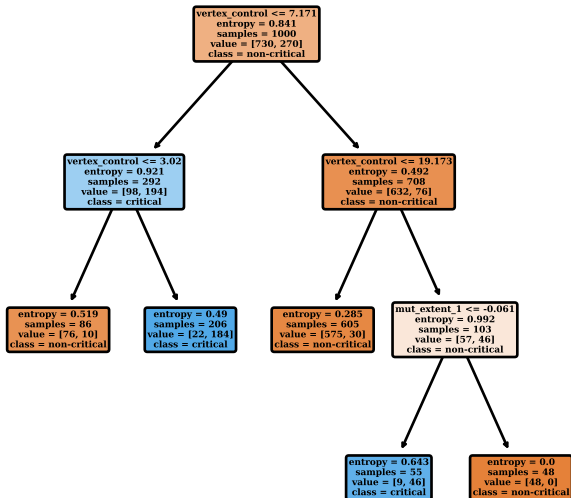 vertex_control <= 7.171
entropy = 0.841
samples = 1000
value = [730, 270]
class = non-critical
vertex_control <= 3.02
entropy = 0.921
samples = 292
value = [98, 194]
class = critical
vertex_control <= 19.173
entropy = 0.492
samples = 708
value = [632, 76]
class = non-critical
entropy = 0.519
samples = 86
value = [76, 10]
class = non-critical
entropy = 0.49
samples = 206
value = [22, 184]
class = critical
entropy = 0.285
samples = 605
value = [575, 30]
class = non-critical
mut_extent_1 <= -0.061
entropy = 0.992
samples = 103
value = [57, 46]
class = non-critical
entropy = 0.643
samples = 55
value = [9, 46]
class = critical
entropy = 0.0
samples = 48
value = [48, 0]
class = non-critical